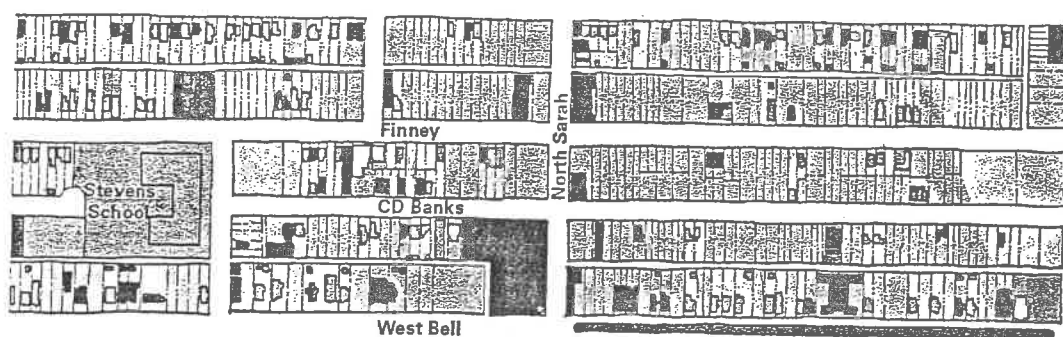 Finney
North Sarah
Stevens
School
CD Banks
West Bell